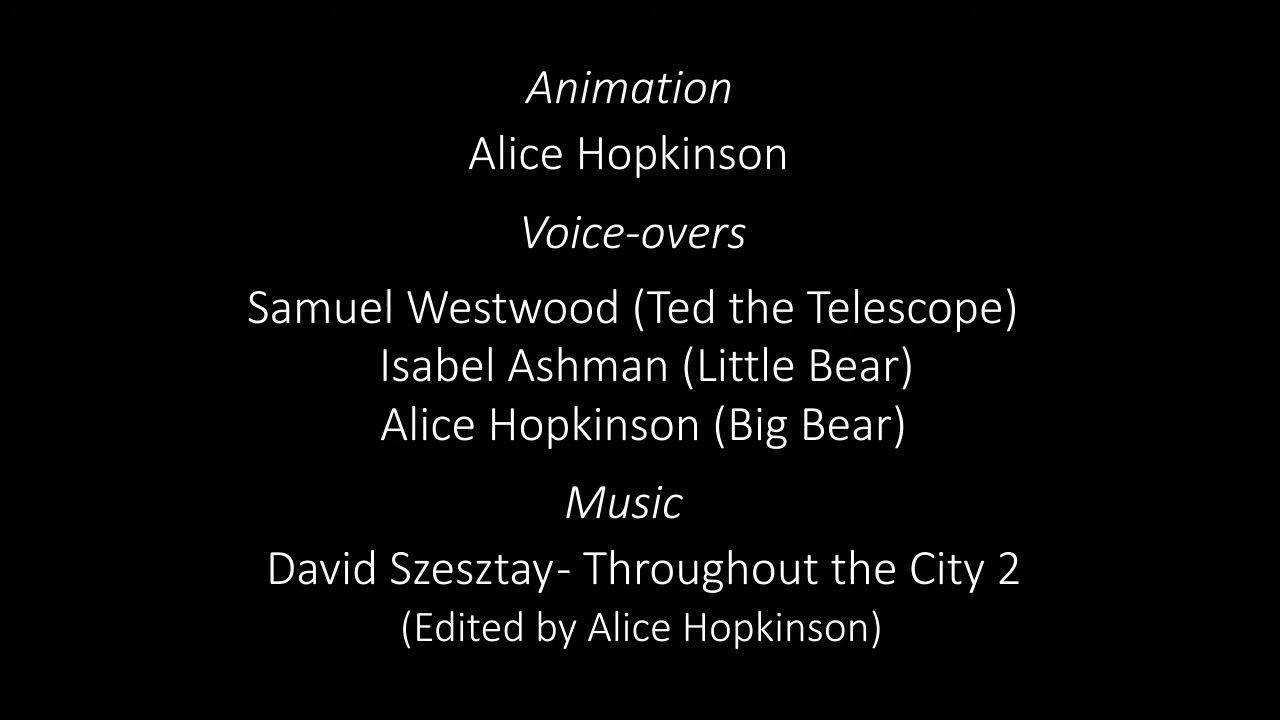 Animation
Alice Hopkinson
Voice-overs
Samuel Westwood (Ted the Telescope)
Isabel Ashman (Little Bear)
Alice Hopkinson (Big Bear)
Music
David Szesztay- Throughout the City 2
(Edited by Alice Hopkinson)